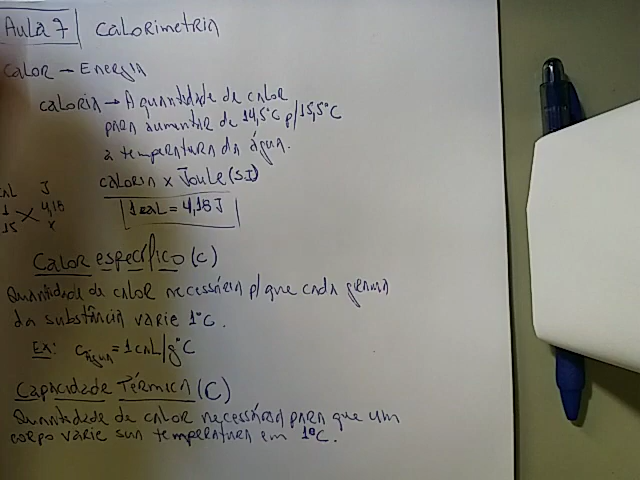 Aula 7 | Calorimetria
Calor - Energia
Caloria → A quantidade de calor
para aumentar de 14,5°C p/ 15,5°C
a temperatura da água.
Caloria x Joule (S.I)
J
1 4,18
15 x
1 cal = 4,18 J
Calor específico (c)
Quantidade de calor necessária p/ que cada grama
da substância varie 1°C.
Ex: c água = 1 cal/g°C
Capacidade Térmica (C)
Quantidade de calor necessária para que um
corpo varie sua temperatura em 1°C.